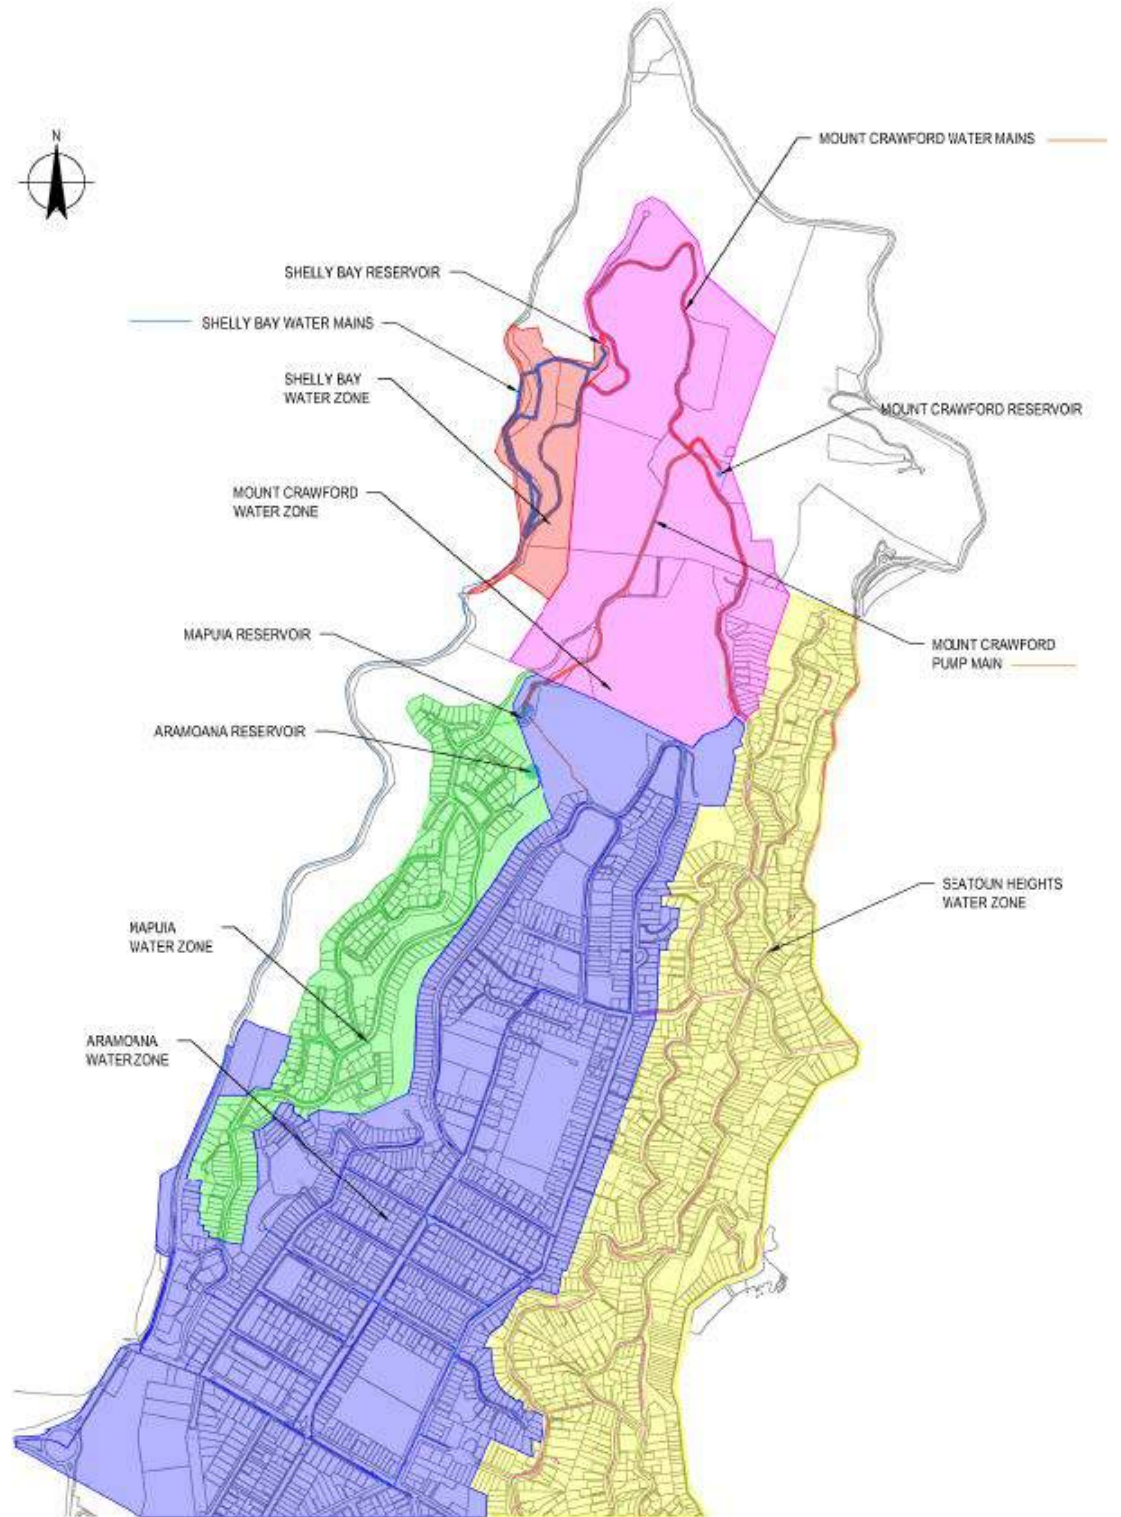 N
MOUNT CRAWFORD WATER MAINS
SHELLY BAY RESERVOIR
SHELLY BAY WATER MAINS
SHELLY BAY
WATER ZONE
MOUNT CRAWFORD RESERVOIR
MOUNT CRAWFORD
WATER ZONE
MAPUIA RESERVOIR
MOUNT CRAWFORD
PUMP MAIN
ARAMOANA RESERVOIR
SEATOUN HEIGHTS
WATER ZONE
MAPUIA
WATER ZONE
ARAMOANA
WATER ZONE